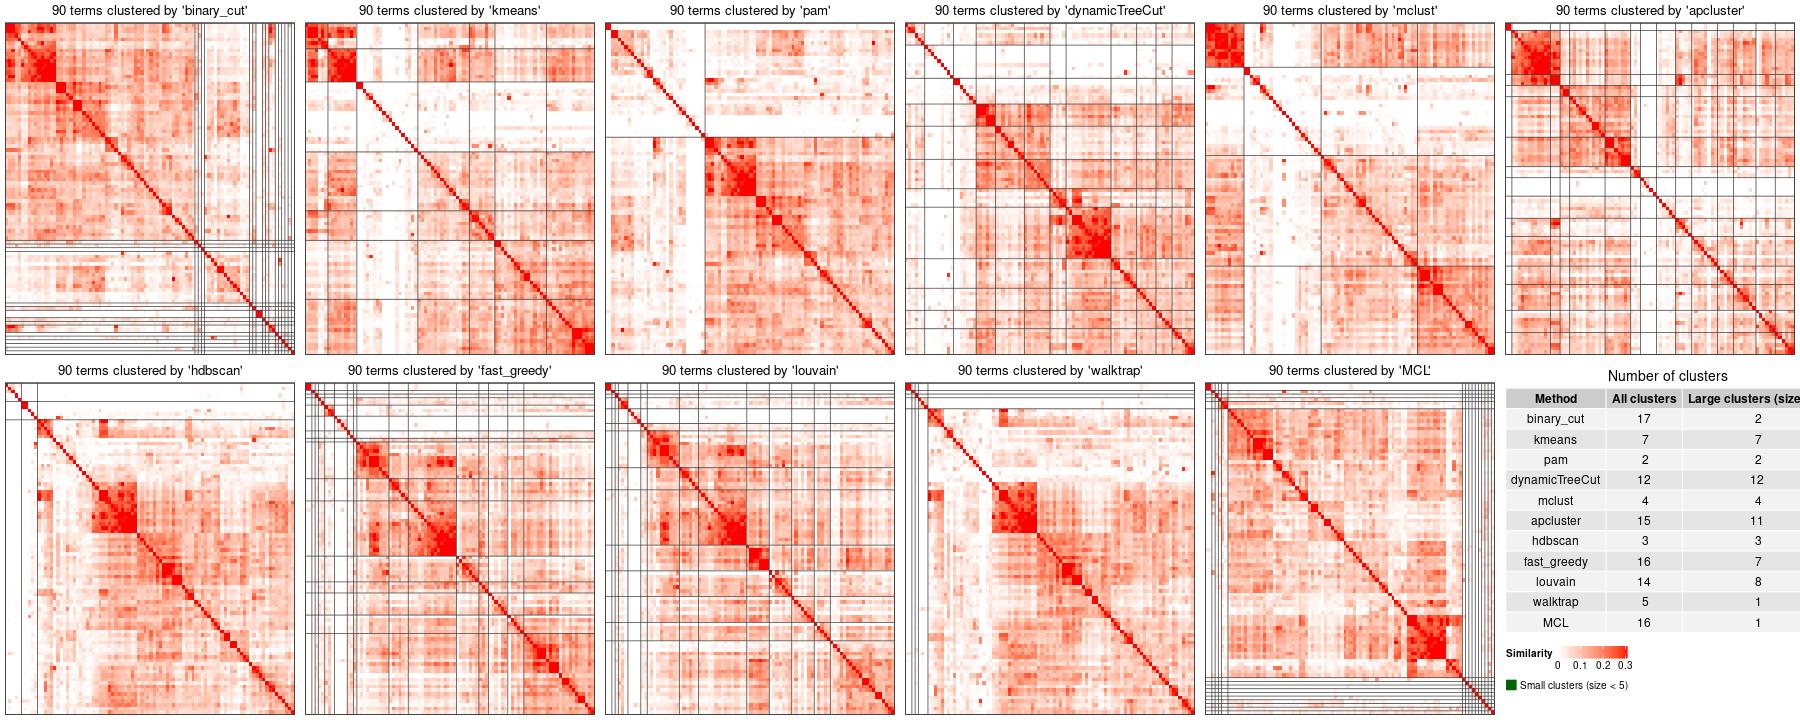 90 terms clustered by 'binary_cut'
90 terms clustered by 'kmeans'
90 terms clustered by 'pam'
90 terms clustered by 'dynamicTreeCut'
90 terms clustered by 'mclust'
90 terms clustered by 'apcluster'
90 terms clustered by 'hdbscan'
90 terms clustered by 'fast_greedy'
90 terms clustered by 'louvain'
90 terms clustered by 'walktrap'
90 terms clustered by 'MCL'
Number of clusters
Method All clusters Large clusters (size
binary_cut 17 2
kmeans 7 7
pam 2 2
dynamicTreeCut 12 12
mclust 4 4
apcluster 15 11
hdbscan 3 3
fast_greedy 16 7
louvain 14 8
walktrap 5 1
MCL 16 1
Similarity
0 0.1 0.2 0.3
Small clusters (size < 5)